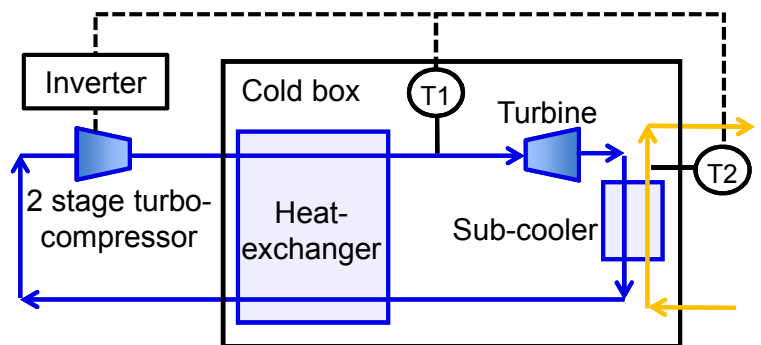 Inverter
Cold box
T1
Turbine
T2
2 stage turbo-
compressor
Heat-
exchanger
Sub-cooler